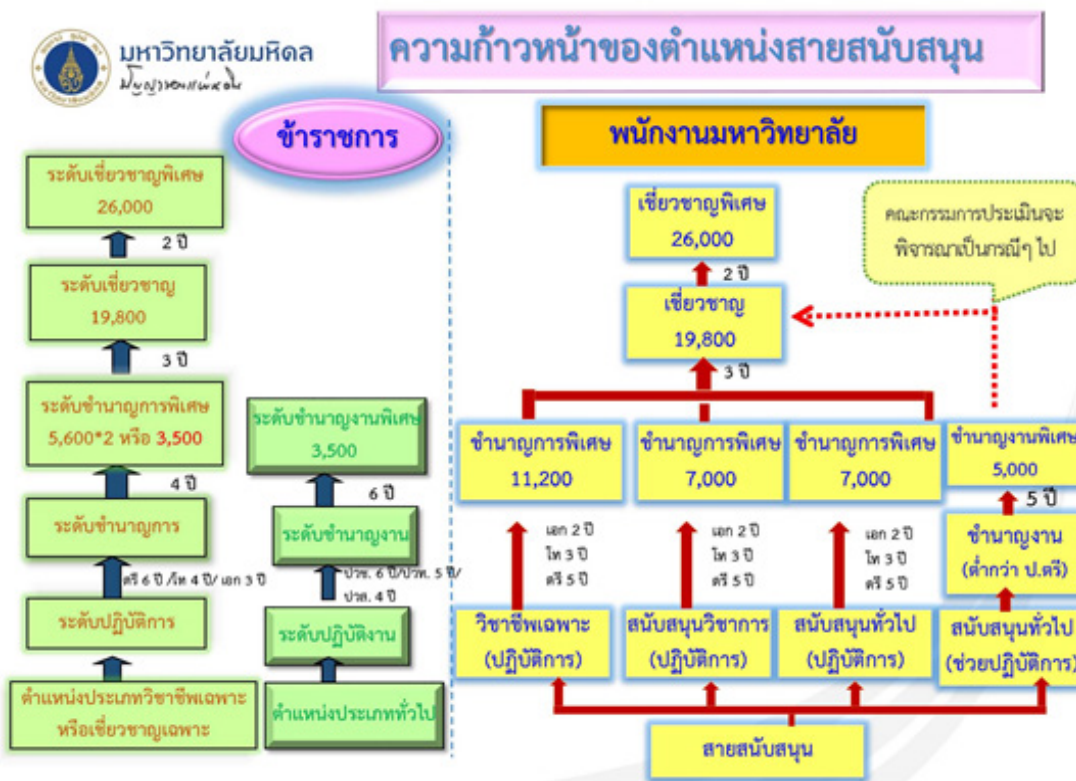 มหาวิทยาลัยมหิดล
ปัญญาของแผ่นดิน
ความก้าวหน้าของตำแหน่งสายสนับสนุน
ข้าราชการ
ระดับเชี่ยวชาญพิเศษ
26,000
2 ปี
ระดับเชี่ยวชาญ
19,800
3 ปี
ระดับชำนาญการพิเศษ
5,600*2 หรือ 3,500
4 ปี
ระดับชำนาญการ
ตรี 6 ปี /โท 4 ปี/ เอก 3 ปี
ระดับปฏิบัติการ
ตำแหน่งประเภทวิชาชีพเฉพาะ
หรือเชี่ยวชาญเฉพาะ
ระดับชำนาญงานพิเศษ
3,500
6 ปี
ระดับชำนาญงาน
ปวช. 6 ปี/ปวท. 5 ปี/
ปวส. 4 ปี
ระดับปฏิบัติงาน
ตำแหน่งประเภททั่วไป
พนักงานมหาวิทยาลัย
เชี่ยวชาญพิเศษ
26,000
2 ปี
เชี่ยวชาญ
19,800
3 ปี
คณะกรรมการประเมินจะ
พิจารณาเป็นกรณีๆ ไป
ชำนาญการพิเศษ
11,200
เอก 2 ปี
โท 3 ปี
ตรี 5 ปี
วิชาชีพเฉพาะ
(ปฏิบัติการ)
ชำนาญการพิเศษ
7,000
เอก 2 ปี
โท 3 ปี
ตรี 5 ปี
สนับสนุนวิชาการ
(ปฏิบัติการ)
ชำนาญการพิเศษ
7,000
เอก 2 ปี
โท 3 ปี
ตรี 5 ปี
สนับสนุนทั่วไป
(ปฏิบัติการ)
ชำนาญงานพิเศษ
5,000
5 ปี
ชำนาญงาน
(ต่ำกว่า ป.ตรี)
สนับสนุนทั่วไป
(ช่วยปฏิบัติการ)
สายสนับสนุน